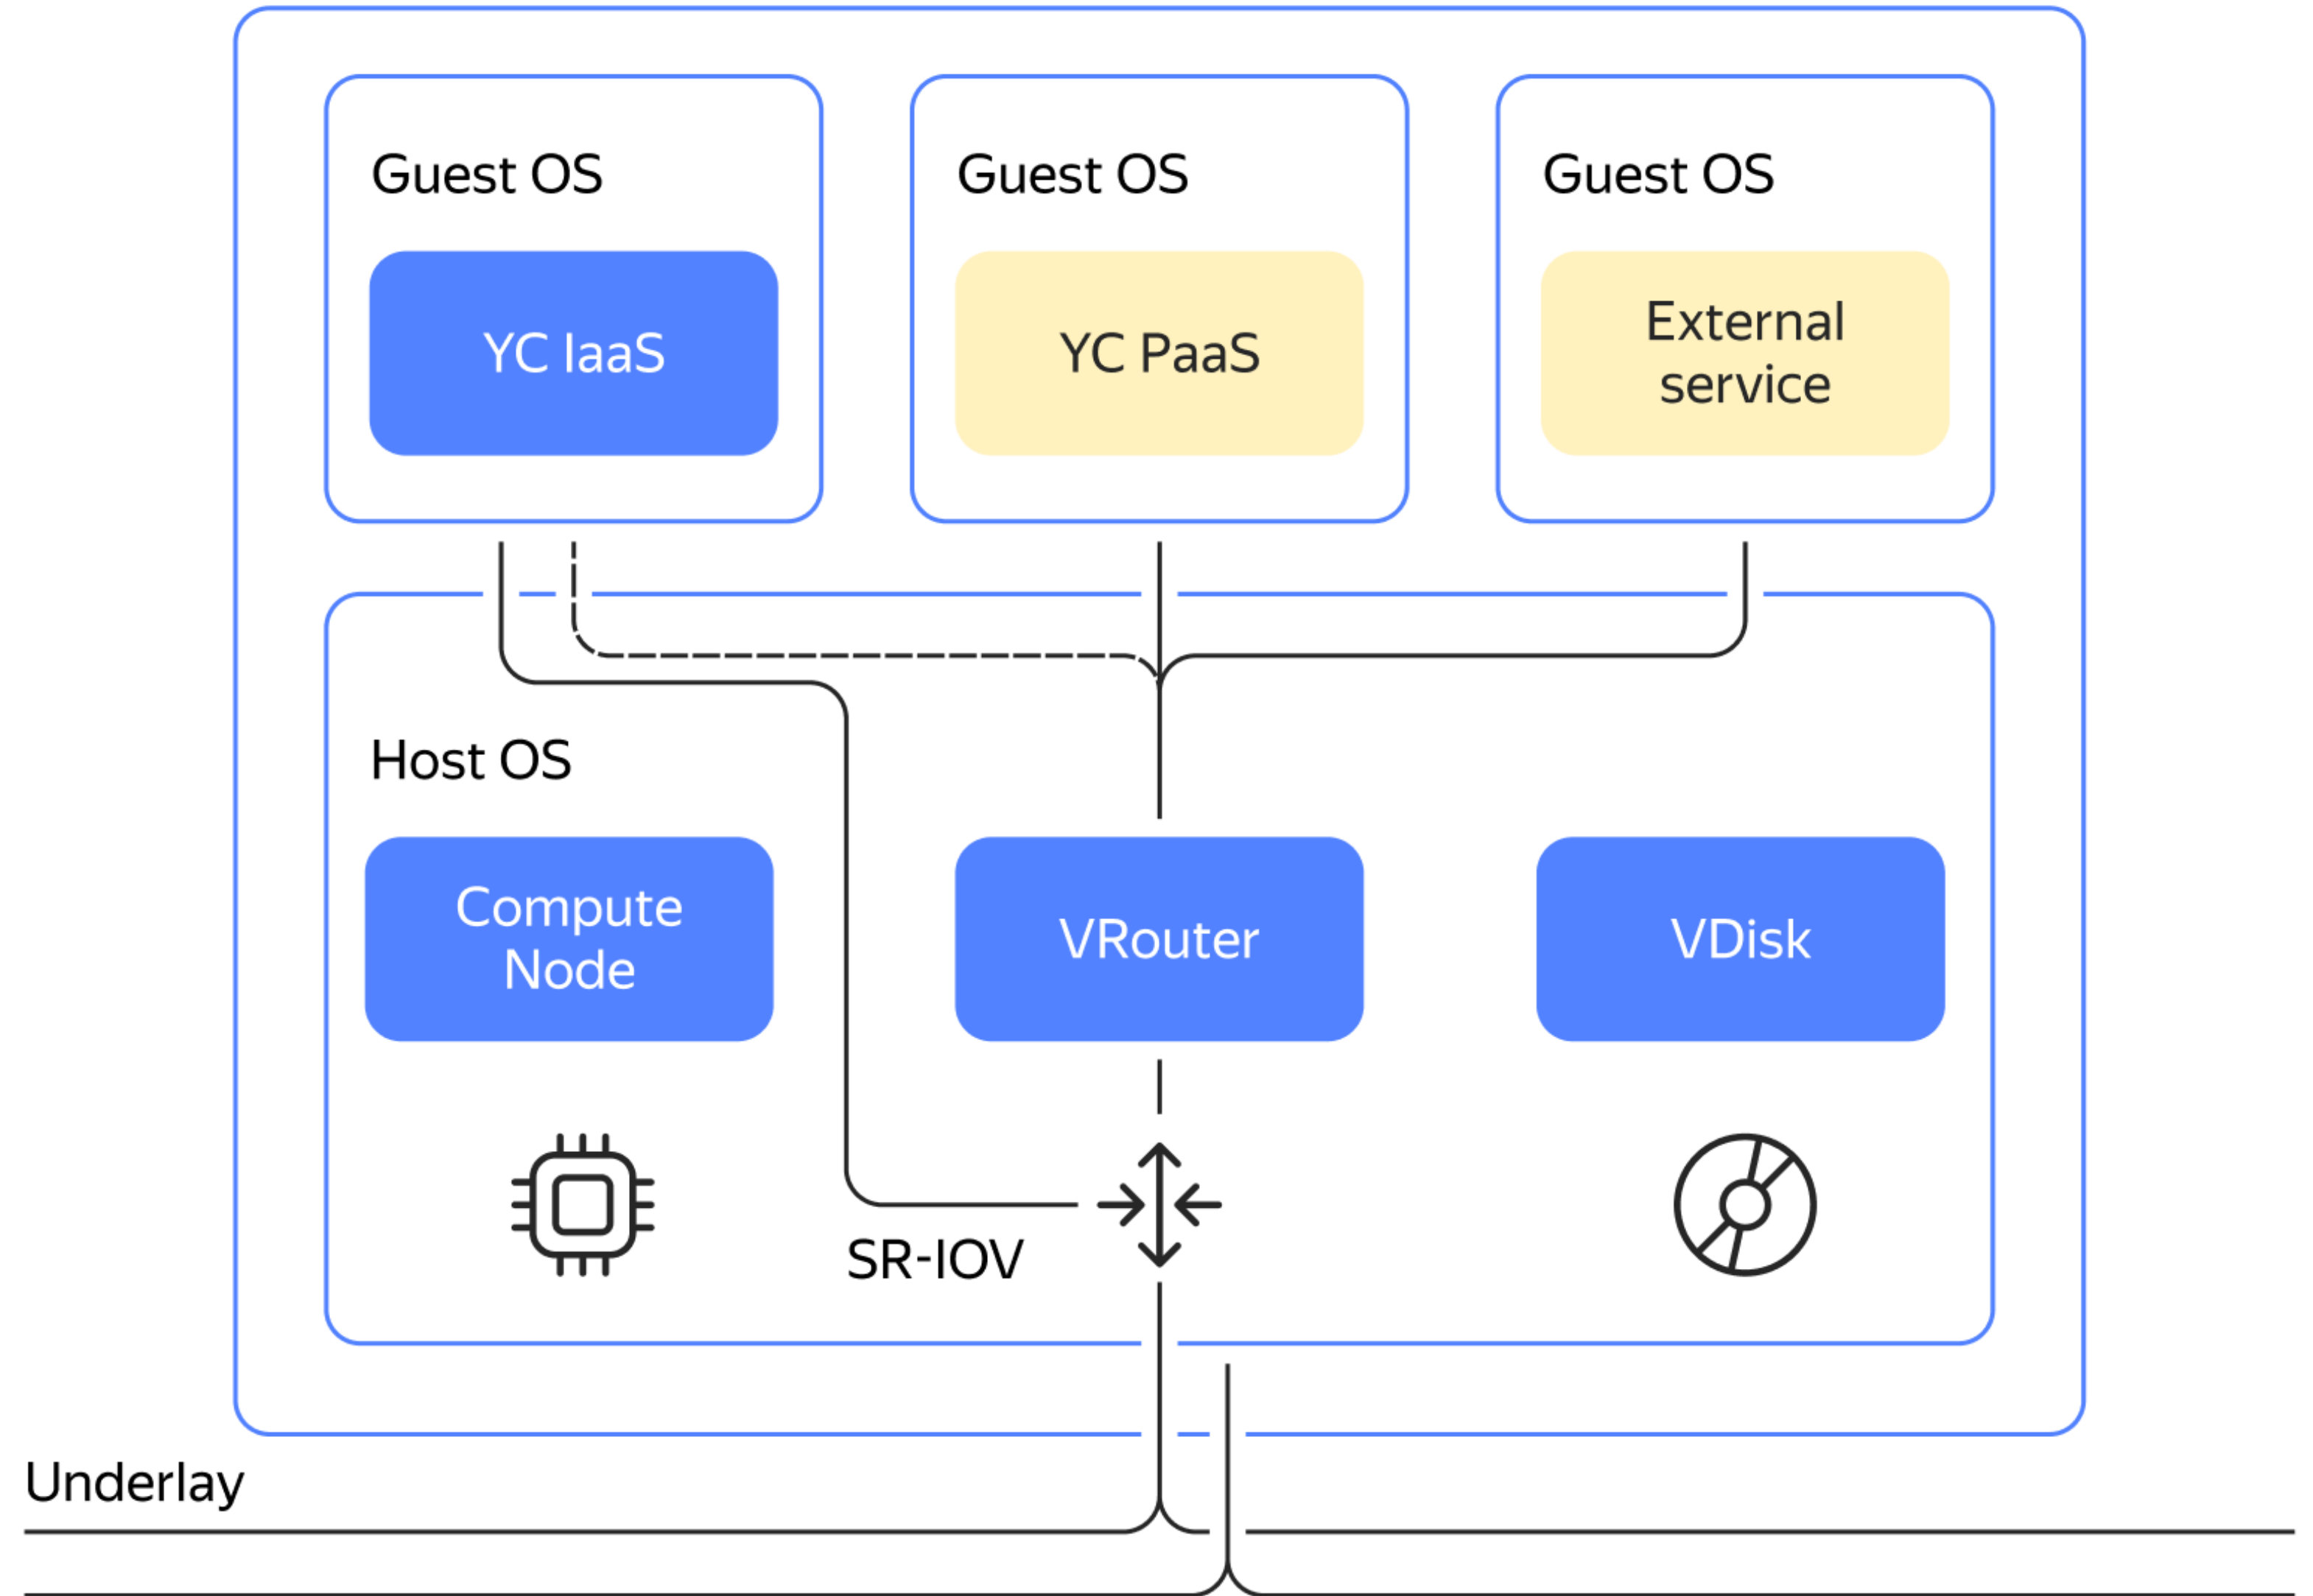 Guest OS
Guest OS
Guest OS
YC IaaS
YC PaaS
External
service
Host OS
Compute
Node
VRouter
VDisk
SR-IOV
Underlay